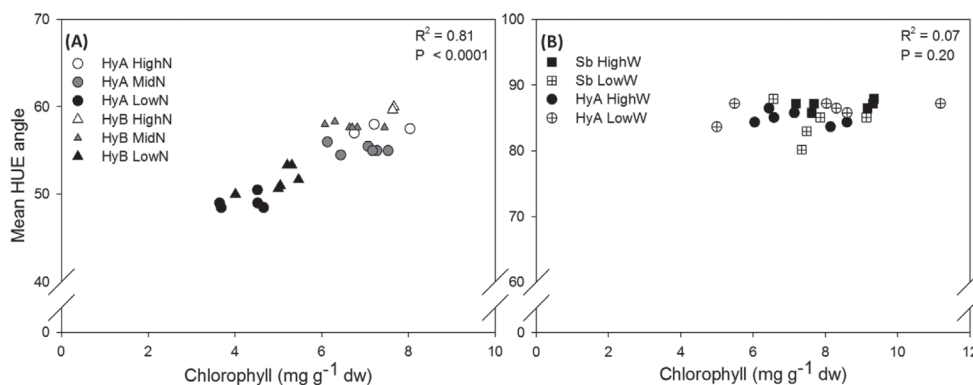 (A)
R² = 0.81
P < 0.0001
HyA HighN
HyA MidN
HyA LowN
HyB HighN
HyB MidN
HyB LowN
70
60
50
40
0
Mean HUE angle
0 2 4 6 8 10
Chlorophyll (mg g⁻¹ dw)
(B)
R² = 0.07
P = 0.20
Sb HighW
Sb LowW
HyA HighW
HyA LowW
100
90
80
70
60
0
0 2 4 6 8 10 12
Chlorophyll (mg g⁻¹ dw)